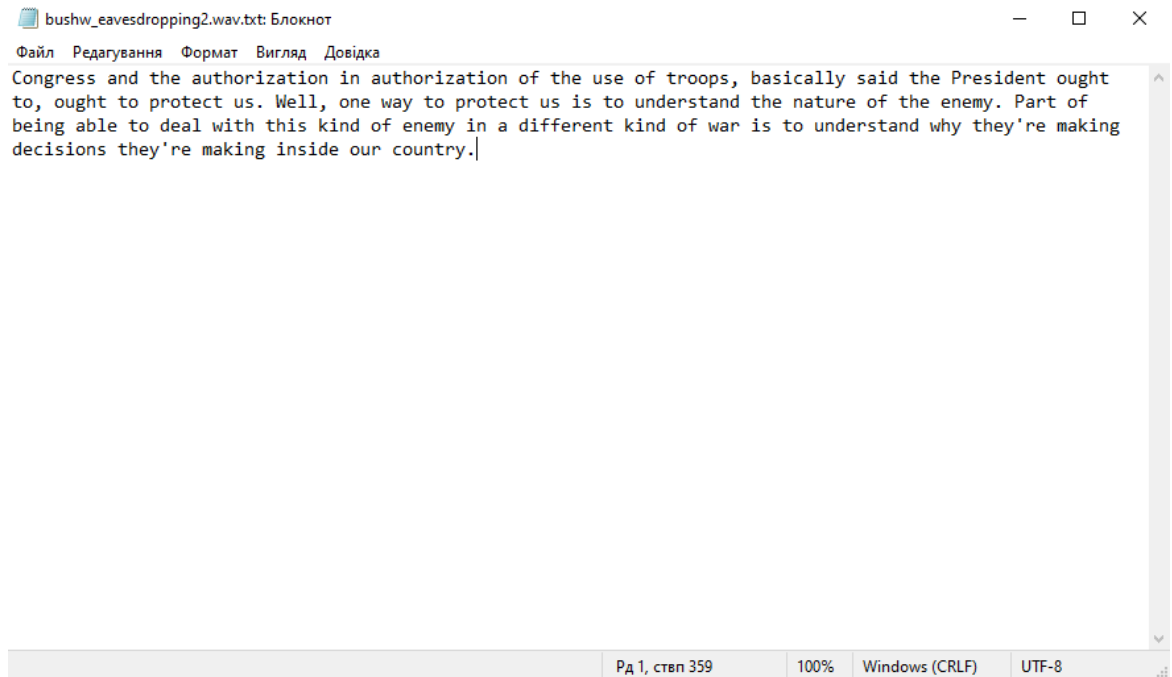 bushw_eavesdropping2.wav.txt: Блокнот
Файл Редагування Формат Вигляд Довідка
Congress and the authorization in authorization of the use of troops, basically said the President ought
to, ought to protect us. Well, one way to protect us is to understand the nature of the enemy. Part of
being able to deal with this kind of enemy in a different kind of war is to understand why they're making
decisions they're making inside our country.
Рд 1, ствп 359 100% Windows (CRLF) UTF-8